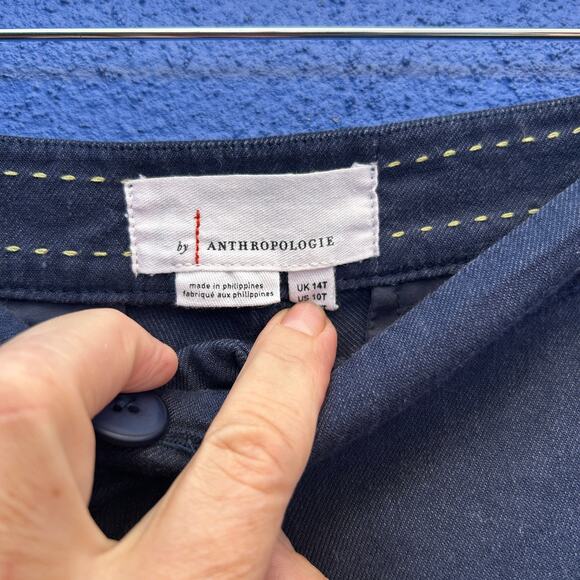 by ANTHROPOLOGIE
made in philippines
fabriqué aux philippines
UK 14T
US 10T